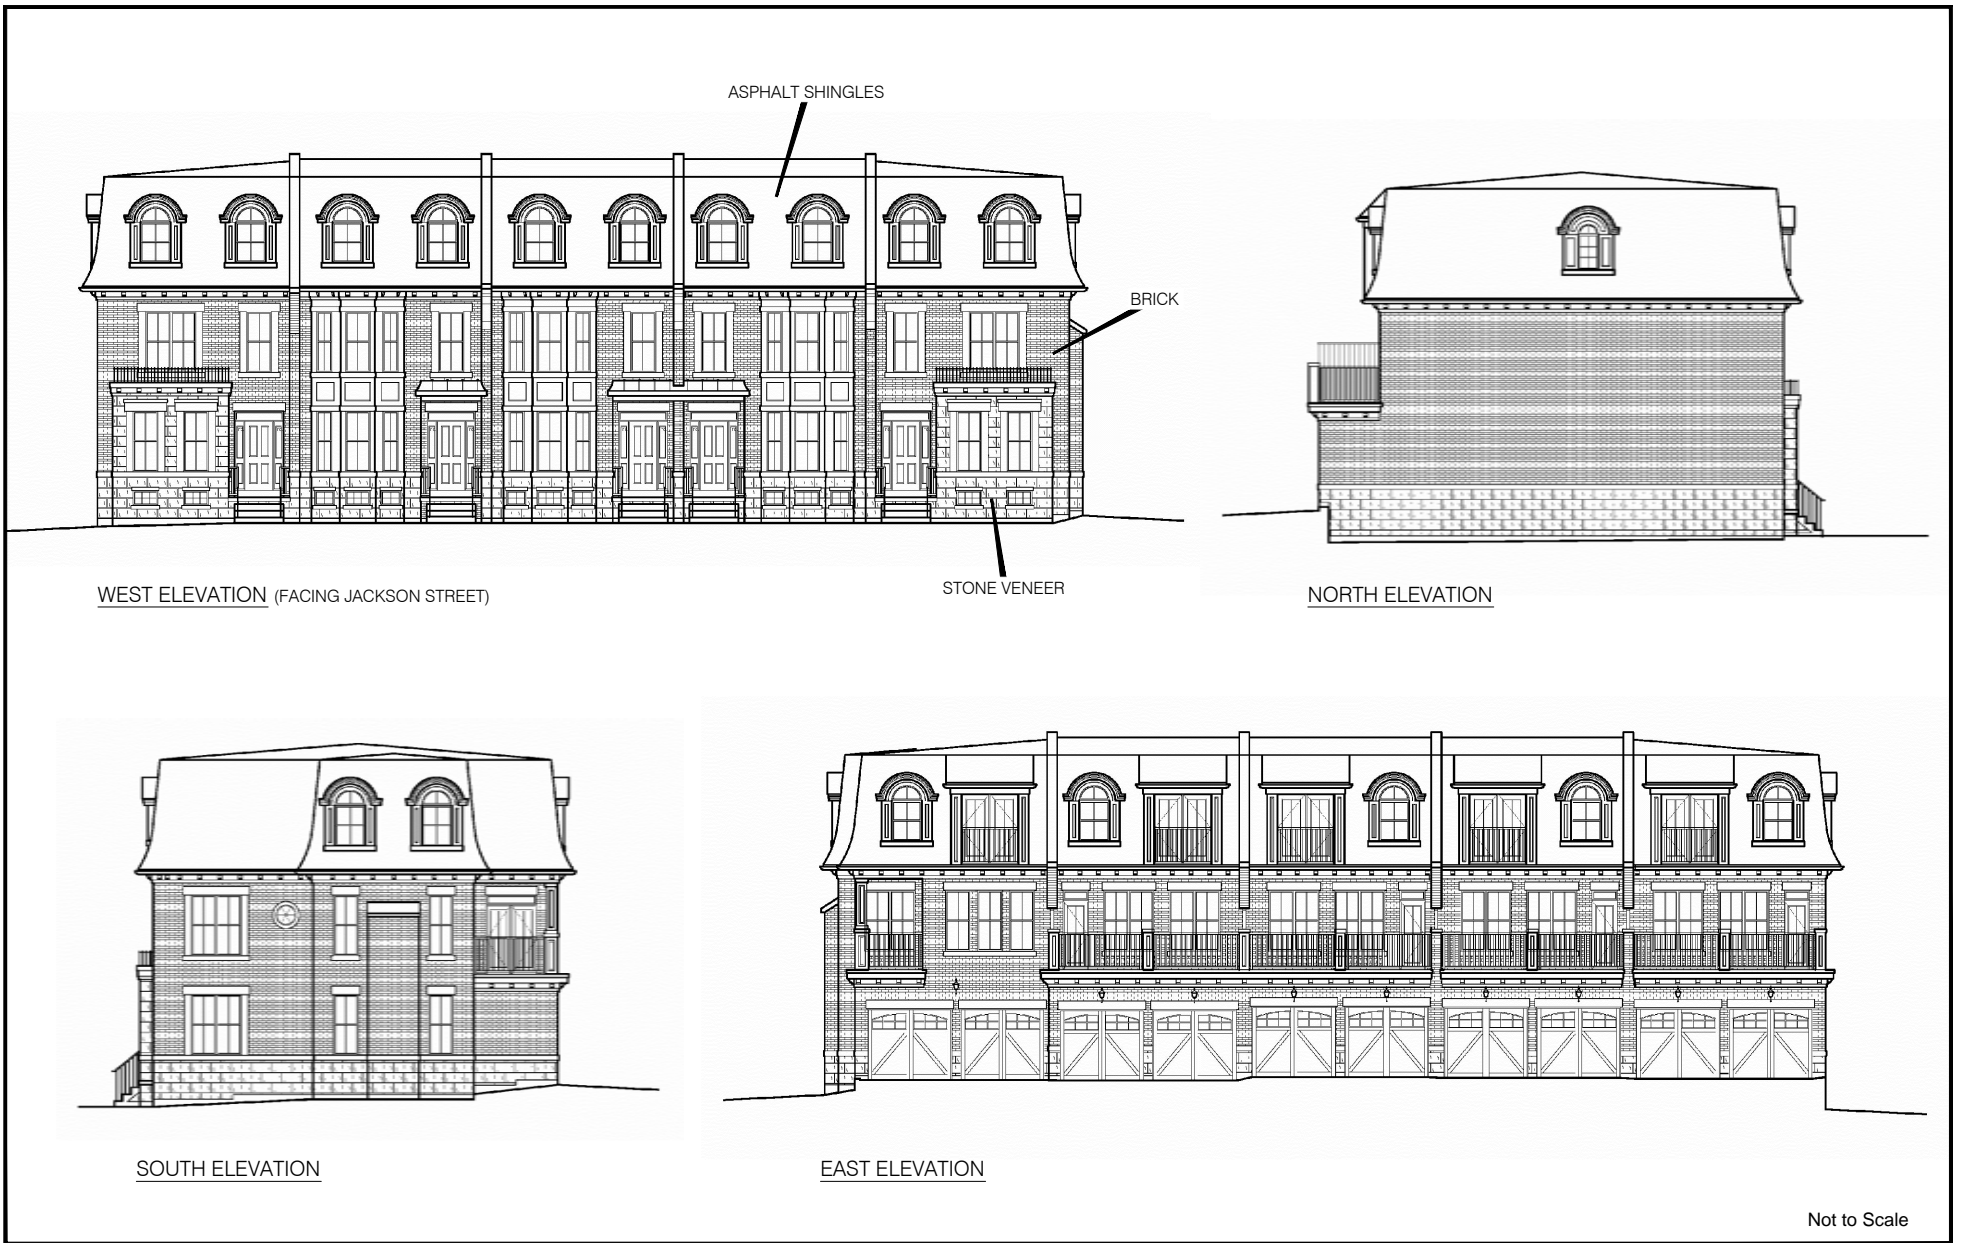 ASPHALT SHINGLES
BRICK
STONE VENEER
WEST ELEVATION (FACING JACKSON STREET)
NORTH ELEVATION
SOUTH ELEVATION
EAST ELEVATION
Not to Scale